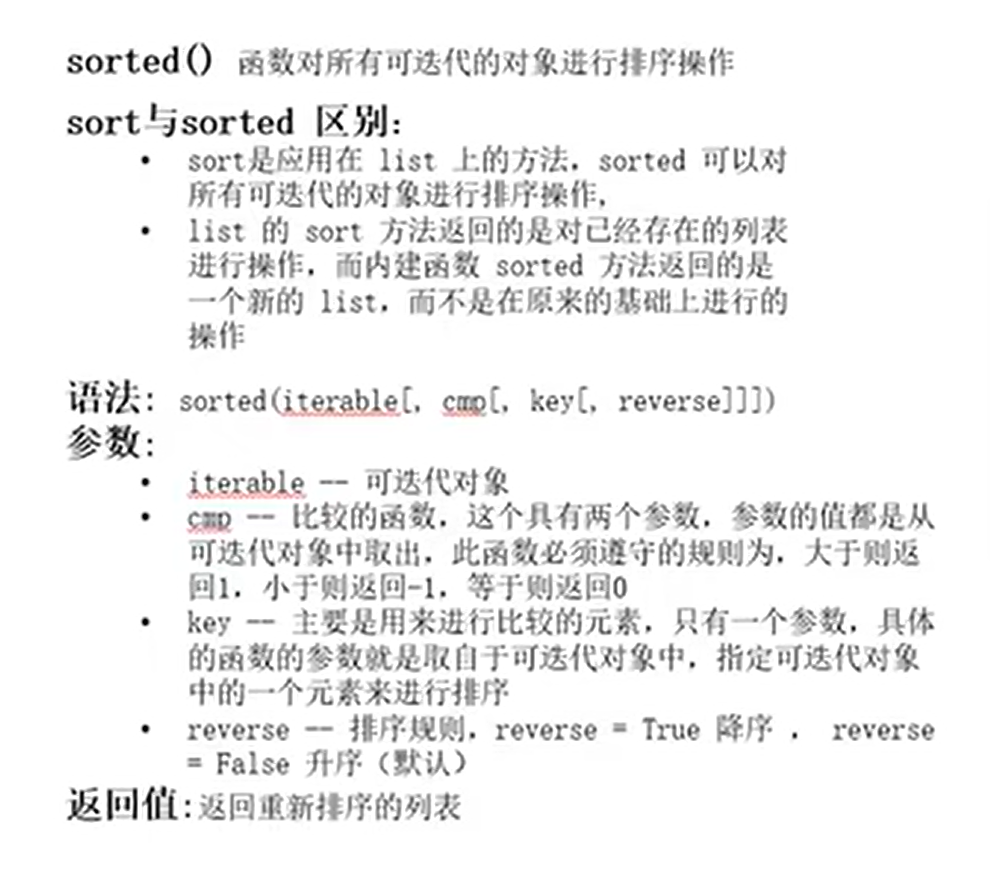 sorted() 函数对所有可迭代的对象进行排序操作
sort与sorted 区别:
• sort是应用在 list 上的方法，sorted 可以对
所有可迭代的对象进行排序操作,
• list 的 sort 方法返回的是对已经存在的列表
进行操作，而内建函数 sorted 方法返回的是
一个新的 list，而不是在原来的基础上进行的
操作
语法: sorted(iterable[, cmp[, key[, reverse]]])
参数:
• iterable -- 可迭代对象
• cmp -- 比较的函数，这个具有两个参数，参数的值都是从
可迭代对象中取出，此函数必须遵守的规则为，大于则返
回1，小于则返回-1，等于则返回0
• key -- 主要是用来进行比较的元素，只有一个参数，具体
的函数的参数就是取自于可迭代对象中，指定可迭代对象
中的一个元素来进行排序
• reverse -- 排序规则，reverse = True 降序 ， reverse
= False 升序（默认）
返回值:返回重新排序的列表